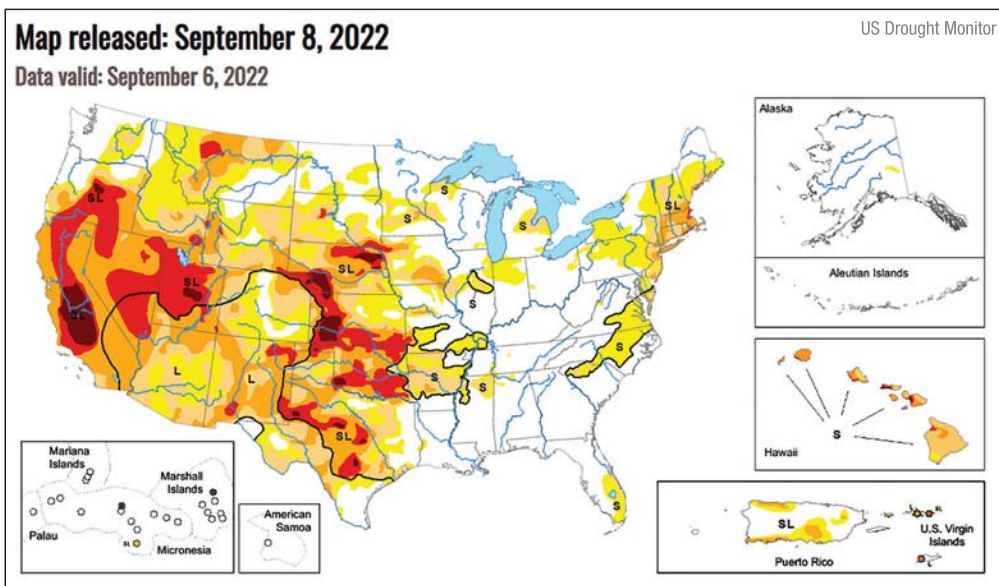 Map released: September 8, 2022
US Drought Monitor
Data valid: September 6, 2022
Alaska
Aleutian Islands
SL
S
S
S
SL
SL
SL
S
SL
S
L
L
S
S
S
SL
S
S
Hawaii
Mariana
Islands
Marshall
Islands
Palau
SL
Micronesia
American
Samoa
SL
L
SL
U.S. Virgin
Islands
L
Puerto Rico